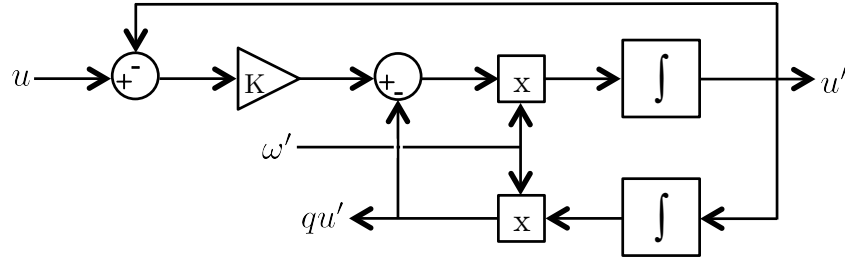 -
u + K + - x ∫ u′
ω′
qu′ x ∫